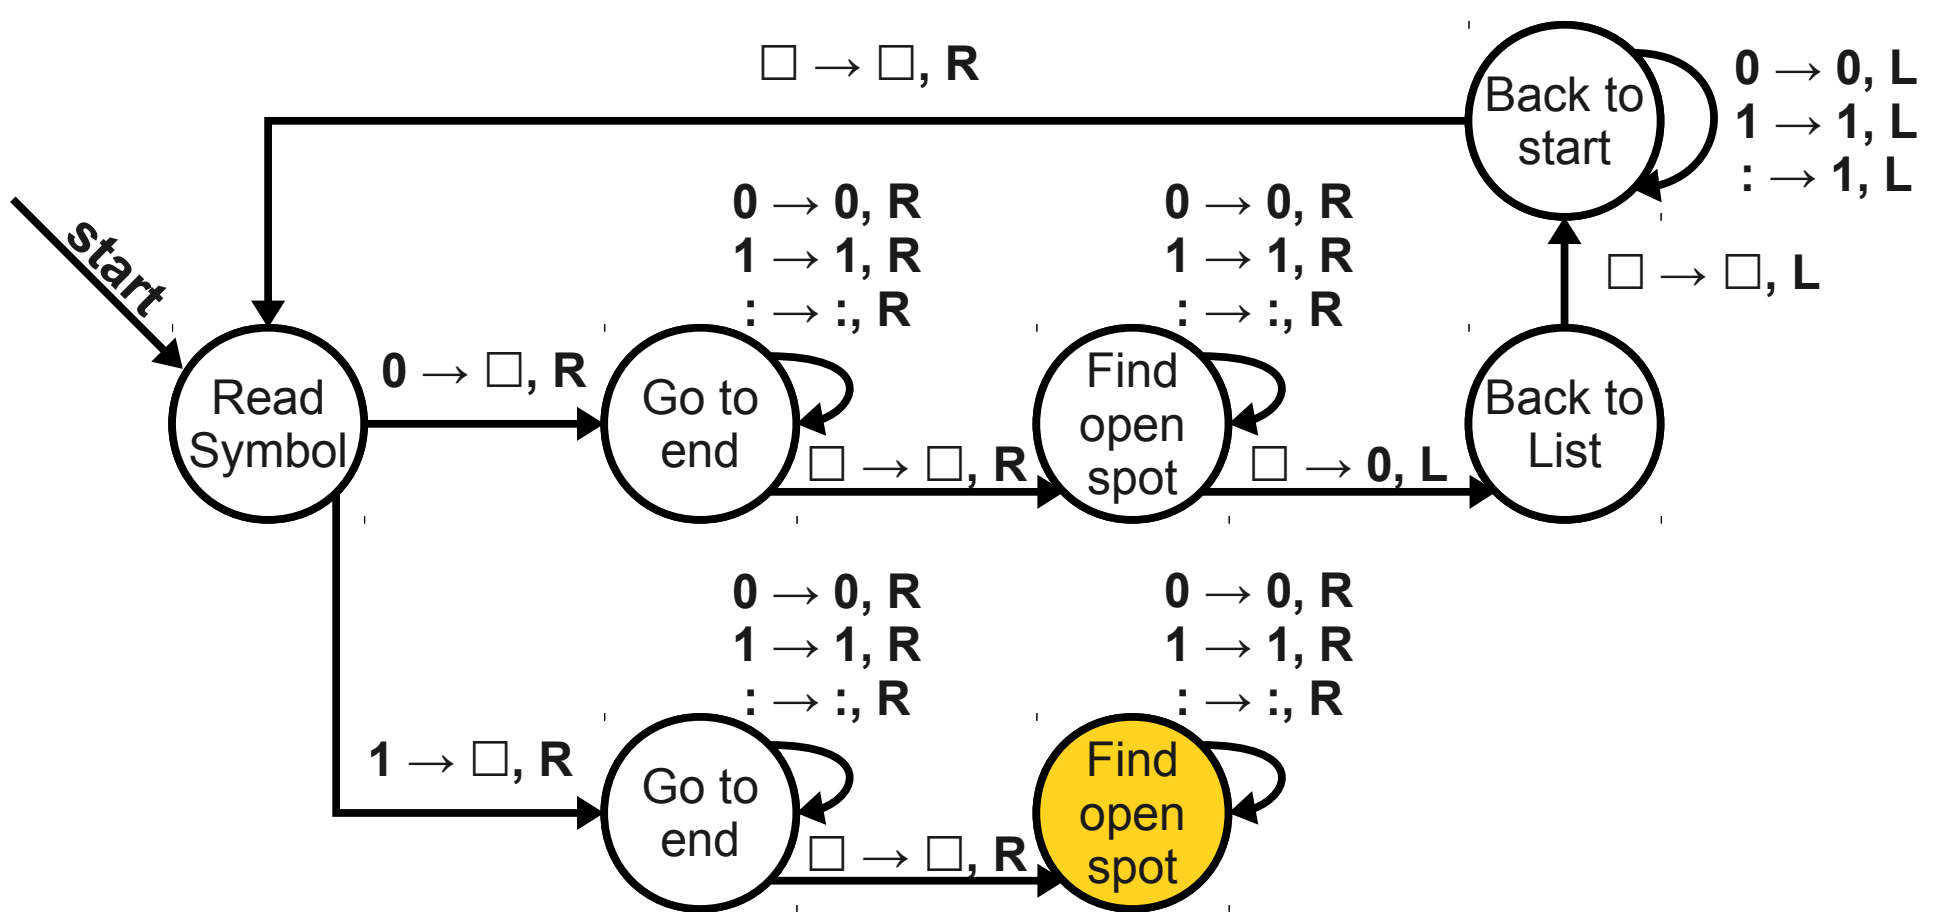 □ → □, R
Back to
start
0 → 0, L
1 → 1, L
: → 1, L
start
0 → 0, R
1 → 1, R
: → :, R
0 → 0, R
1 → 1, R
: → :, R
□ → □, L
Read
Symbol
0 → □, R
Go to
end
□ → □, R
Find
open
spot
□ → 0, L
Back to
List
0 → 0, R
1 → 1, R
: → :, R
0 → 0, R
1 → 1, R
: → :, R
1 → □, R
Go to
end
□ → □, R
Find
open
spot